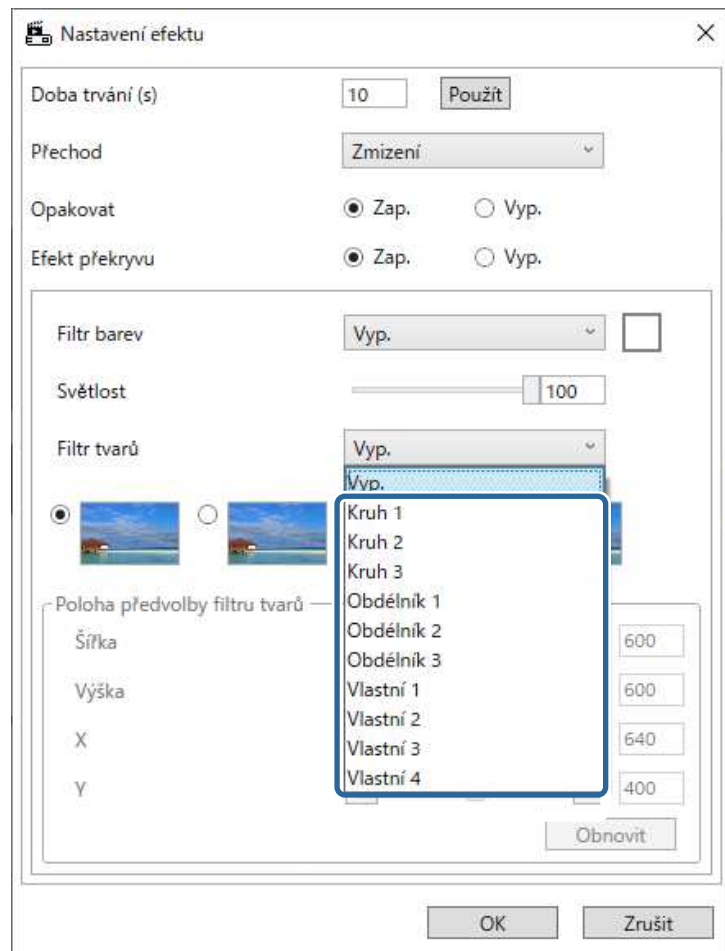 Nastavení efektu
Doba trvání (s) 10 Použít
Přechod Zmizení
Opakovat Zap. Vyp.
Efekt překryvu Zap. Vyp.
Filtr barev Vyp.
Světlost 100
Filtr tvarů Vyp.
Vyp.
Kruh 1
Kruh 2
Kruh 3
Obdélník 1
Obdélník 2
Obdélník 3
Vlastní 1
Vlastní 2
Vlastní 3
Vlastní 4
Poloha předvolby filtru tvarů
Šířka 600
Výška 600
X 640
Y 400
Obnovit
OK Zrušit